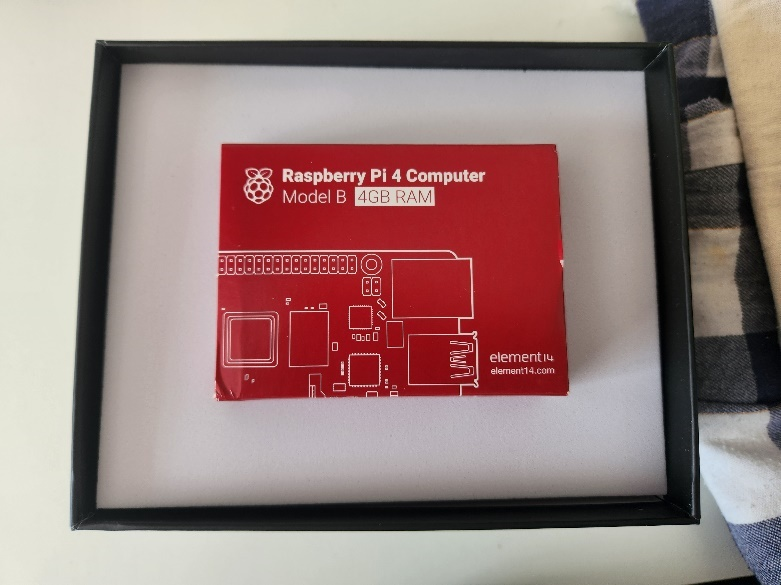 Raspberry Pi 4 Computer
Model B 4GB RAM
element14
element14.com